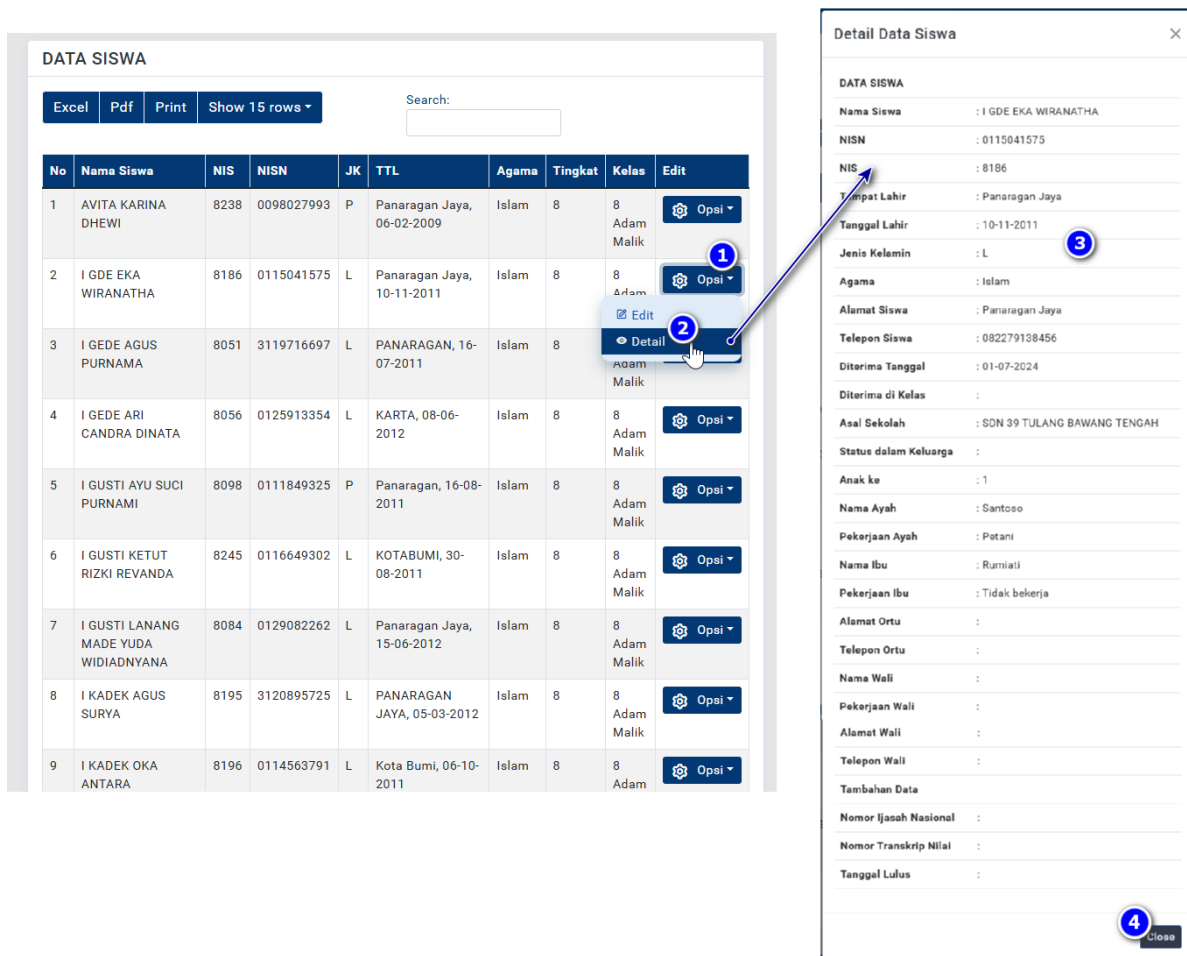 DATA SISWA
Excel Pdf Print Show 15 rows
Search:
No Nama Siswa NIS NISN JK TTL Agama Tingkat Kelas Edit
1 AVITA KARINA 8238 0098027993 P Panaragan Jaya, Islam 8 8 Opsi
DHEWI 06-02-2009 Adam
Malik
1
2 I GDE EKA 8186 0115041575 L Panaragan Jaya, Islam 8 8 Opsi
WIRANATHA 10-11-2011 Adam
Edit
2
Detail
3 I GEDE AGUS 8051 3119716697 L PANARAGAN, 16- Islam 8
PURNAMA 07-2011 Adam
Malik
4 I GEDE ARI 8056 0125913354 L KARTA, 08-06- Islam 8 8 Opsi
CANDRA DINATA 2012 Adam
Malik
5 I GUSTI AYU SUCI 8098 0111849325 P Panaragan, 16-08- Islam 8 8 Opsi
PURNAMI 2011 Adam
Malik
6 I GUSTI KETUT 8245 0116649302 L KOTABUMI, 30- Islam 8 8 Opsi
RIZKI REVANDA 08-2011 Adam
Malik
7 I GUSTI LANANG 8084 0129082262 L Panaragan Jaya, Islam 8 8 Opsi
MADE YUDA 15-06-2012 Adam
WIDIADNYANA Malik
8 I KADEK AGUS 8195 3120895725 L PANARAGAN Islam 8 8 Opsi
SURYA JAYA, 05-03-2012 Adam
Malik
9 I KADEK OKA 8196 0114563791 L Kota Bumi, 06-10- Islam 8 8 Opsi
ANTARA 2011 Adam
Detail Data Siswa ×
DATA SISWA
Nama Siswa : I GDE EKA WIRANATHA
NISN : 0115041575
NIS : 8186
Tempat Lahir : Panaragan Jaya
Tanggal Lahir : 10-11-2011
3
Jenis Kelamin : L
Agama : Islam
Alamat Siswa : Panaragan Jaya
Telepon Siswa : 082279138456
Diterima Tanggal : 01-07-2024
Diterima di Kelas :
Asal Sekolah : SDN 39 TULANG BAWANG TENGAH
Status dalam Keluarga :
Anak ke : 1
Nama Ayah : Santoso
Pekerjaan Ayah : Petani
Nama Ibu : Rumiati
Pekerjaan Ibu : Tidak bekerja
Alamat Ortu :
Telepon Ortu :
Nama Wali :
Pekerjaan Wali :
Alamat Wali :
Telepon Wali :
Tambahan Data
Nomor Ijasah Nasional :
Nomor Transkrip Nilai :
Tanggal Lulus :
4
Close